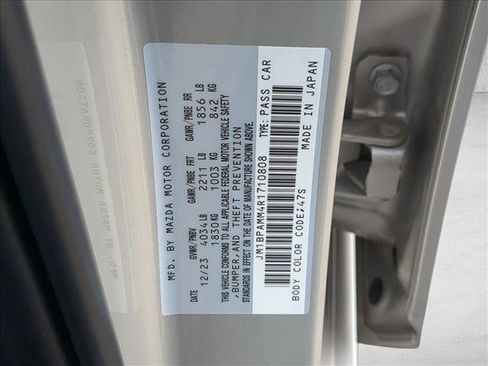 MFD. BY MAZDA MOTOR CORPORATION
DATE GVWR/PNBV GAWR/PNBE FRT GAWR/PNBE RR
12/23 4034 LB 2211 LB 1856 LB
1830 KG 1003 KG 842 KG
THIS VEHICLE CONFORMS TO ALL APPLICABLE FEDERAL MOTOR VEHICLE SAFETY
,BUMPER,AND THEFT PREVENTION
STANDARDS IN EFFECT ON THE DATE OF MANUFACTURE SHOWN ABOVE.
JM1BPAMM4R1710808 TYPE: PASS CAR
BODY COLOR CODE;47S MADE IN JAPAN